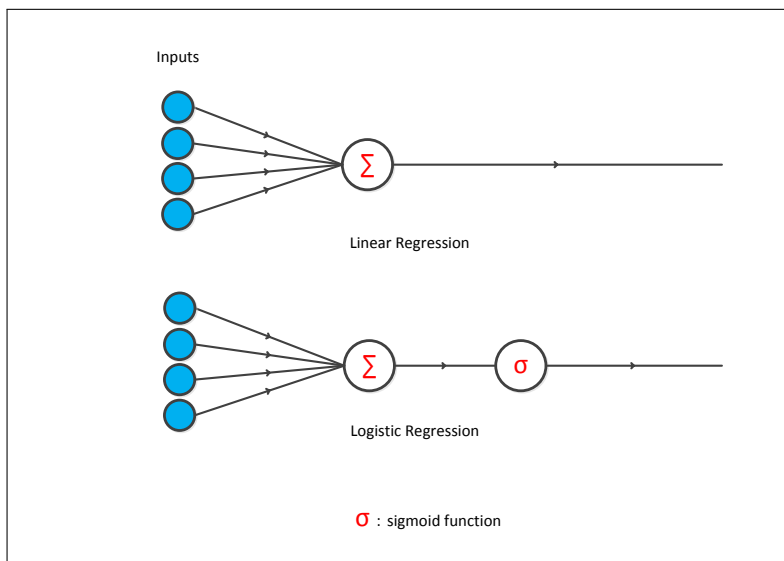 Inputs
Σ
Linear Regression
Σ
σ
Logistic Regression
σ : sigmoid function